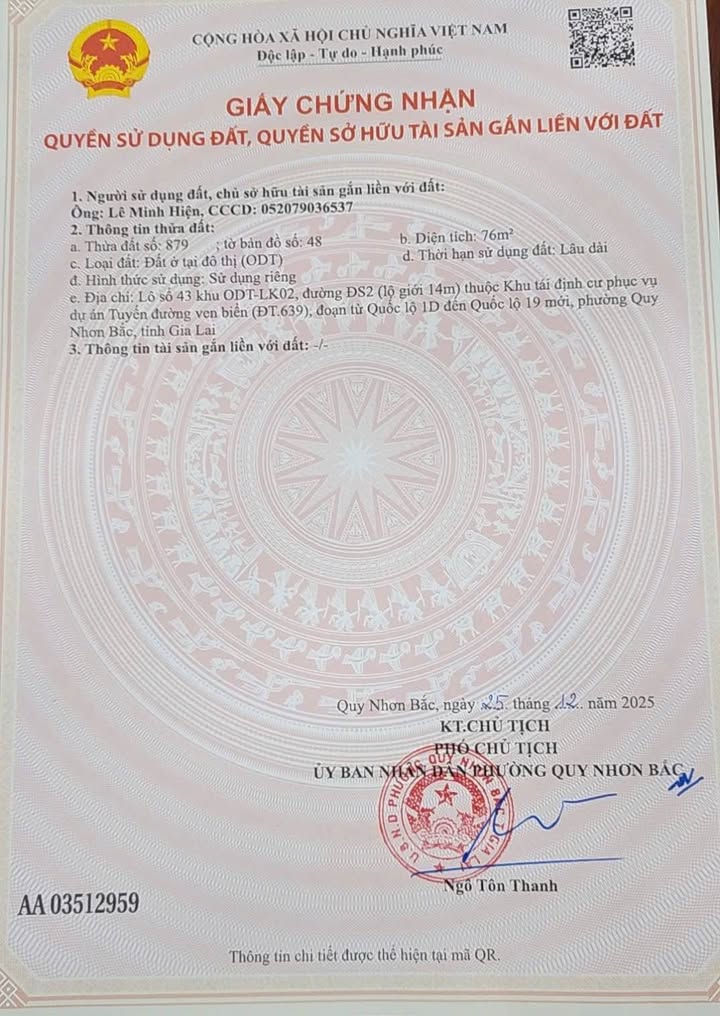 CỘNG HÒA XÃ HỘI CHỦ NGHĨA VIỆT NAM
Độc lập - Tự do - Hạnh phúc
GIẤY CHỨNG NHẬN
QUYỀN SỬ DỤNG ĐẤT, QUYỀN SỞ HỮU TÀI SẢN GẮN LIỀN VỚI ĐẤT
1. Người sử dụng đất, chủ sở hữu tài sản gắn liền với đất:
Ông: Lê Minh Hiện, CCCD: 052079036537
2. Thông tin thửa đất:
a. Thửa đất số: 879 ; tờ bản đồ số: 48 b. Diện tích: 76m²
c. Loại đất: Đất ở tại đô thị (ODT) d. Thời hạn sử dụng đất: Lâu dài
đ. Hình thức sử dụng: Sử dụng riêng
e. Địa chỉ: Lô số 43 khu ODT-LK02, đường ĐS2 (lộ giới 14m) thuộc Khu tái định cư phục vụ
dự án Tuyến đường ven biển (ĐT.639), đoạn từ Quốc lộ 1D đến Quốc lộ 19 mới, phường Quy
Nhơn Bắc, tỉnh Gia Lai
3. Thông tin tài sản gắn liền với đất: -/-
Quy Nhơn Bắc, ngày 25 tháng 12 năm 2025
KT.CHỦ TỊCH
PHÓ CHỦ TỊCH
ỦY BAN NHÂN DÂN PHƯỜNG QUY NHƠN BẮC
U.B.N.D PHƯỜNG QUY NHƠN BẮC T. GIA LAI
Ngô Tôn Thanh
AA 03512959
Thông tin chi tiết được thể hiện tại mã QR.